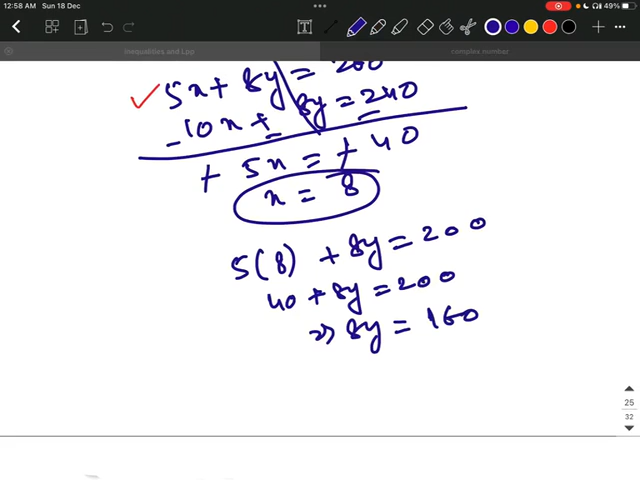 12:58 AM Sun 18 Dec
49%
T
Inequalities and Lpp
complex number
5x + 8y = 200
10x + 8y = 240
+ 5x = + 40
x = 8
5(8) + 8y = 200
40 + 8y = 200
⇒ 8y = 160
25
32